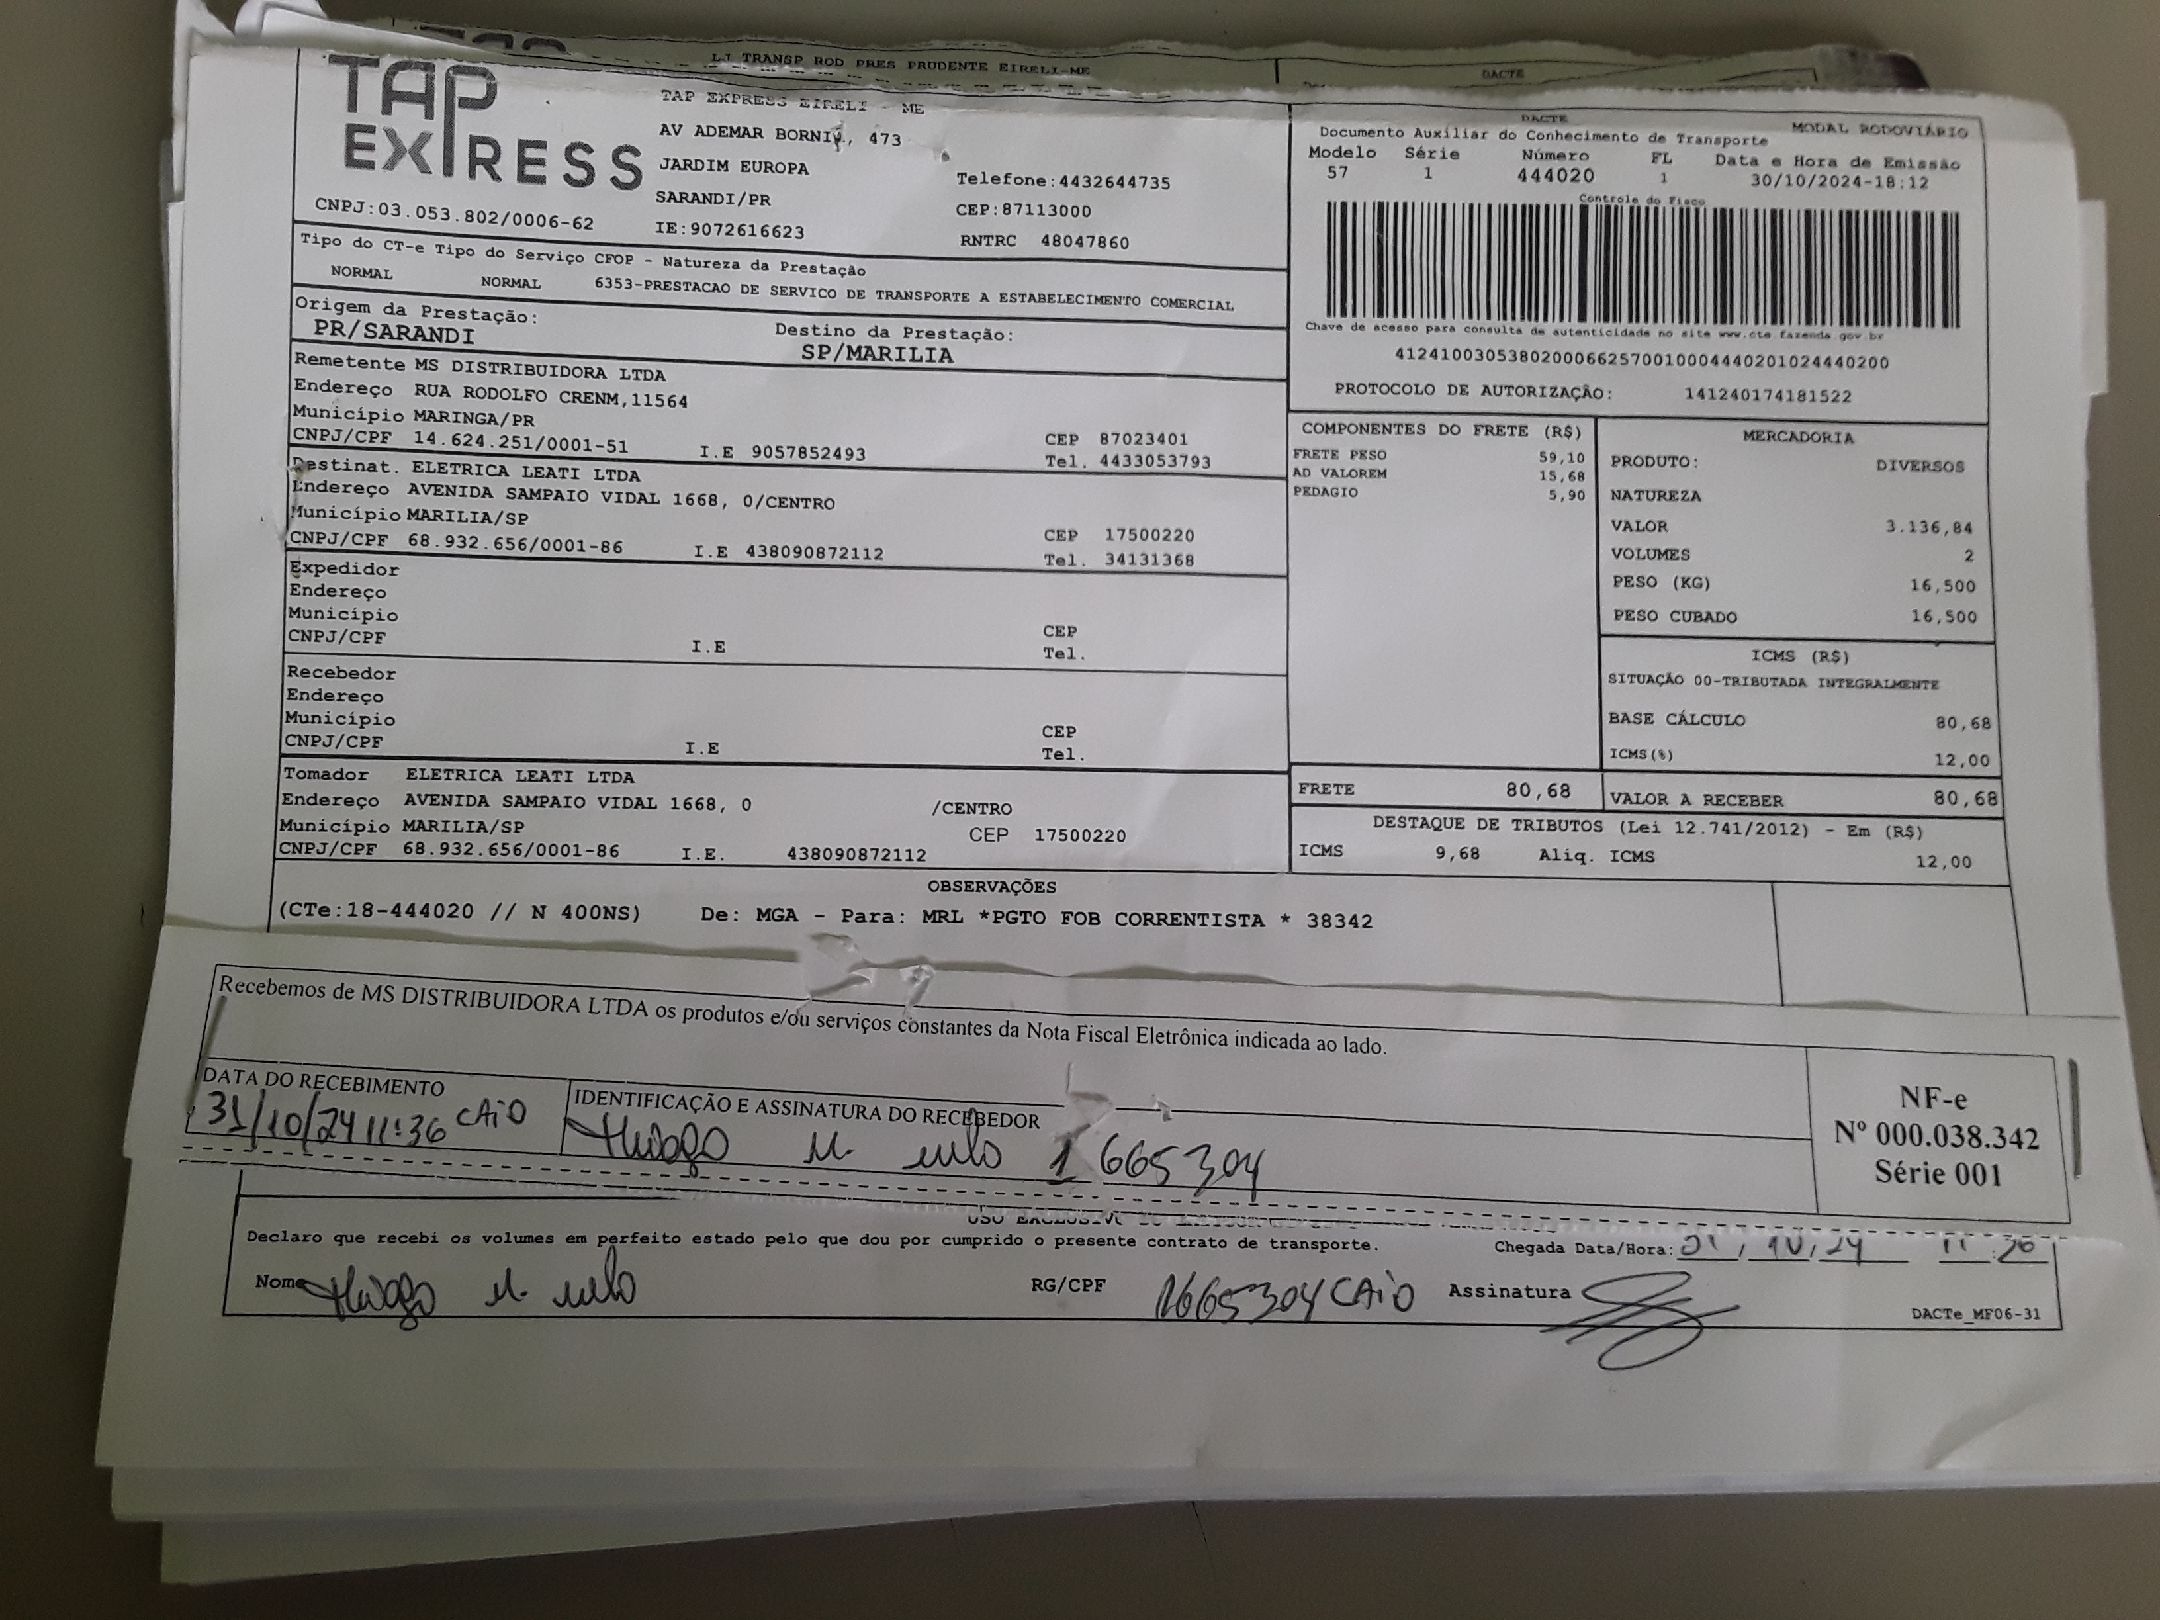 LJ TRANSP ROD PRES PRUDENTE EIRELI-ME
DACTE
TAP EXPRESS
CNPJ:03.053.802/0006-62
TAP EXPRESS EIRELI - ME
AV ADEMAR BORNIA, 473
JARDIM EUROPA
SARANDI/PR
IE:9072616623
Telefone:4432644735
CEP:87113000
RNTRC 48047860
DACTE MODAL RODOVIÁRIO
Documento Auxiliar do Conhecimento de Transporte
Modelo Série Número FL Data e Hora de Emissão
57 1 444020 1 30/10/2024-18:12
Controle do Fisco
Chave de acesso para consulta de autenticidade no site www.cte fazenda gov br
41241003053802000662570010004440201024440200
PROTOCOLO DE AUTORIZAÇÃO: 141240174181522
Tipo do CT-e Tipo do Serviço CFOP - Natureza da Prestação
NORMAL NORMAL 6353-PRESTACAO DE SERVICO DE TRANSPORTE A ESTABELECIMENTO COMERCIAL
Origem da Prestação: Destino da Prestação:
PR/SARANDI SP/MARILIA
Remetente MS DISTRIBUIDORA LTDA
Endereço RUA RODOLFO CRENM,11564
Município MARINGA/PR
CNPJ/CPF 14.624.251/0001-51 I.E 9057852493 CEP 87023401
Tel. 4433053793
Destinat. ELETRICA LEATI LTDA
Endereço AVENIDA SAMPAIO VIDAL 1668, 0/CENTRO
Município MARILIA/SP CEP 17500220
CNPJ/CPF 68.932.656/0001-86 I.E 438090872112 Tel. 34131368
Expedidor
Endereço
Município CEP
CNPJ/CPF I.E Tel.
Recebedor
Endereço
Município CEP
CNPJ/CPF I.E Tel.
Tomador ELETRICA LEATI LTDA
Endereço AVENIDA SAMPAIO VIDAL 1668, 0 /CENTRO
Município MARILIA/SP CEP 17500220
CNPJ/CPF 68.932.656/0001-86 I.E. 438090872112
COMPONENTES DO FRETE (R$)
FRETE PESO 59,10
AD VALOREM 15,68
PEDAGIO 5,90
MERCADORIA
PRODUTO: DIVERSOS
NATUREZA
VALOR 3.136,84
VOLUMES 2
PESO (KG) 16,500
PESO CUBADO 16,500
ICMS (R$)
SITUAÇÃO 00-TRIBUTADA INTEGRALMENTE
BASE CÁLCULO 80,68
ICMS(%) 12,00
FRETE 80,68 VALOR A RECEBER 80,68
DESTAQUE DE TRIBUTOS (Lei 12.741/2012) - Em (R$)
ICMS 9,68 Aliq. ICMS 12,00
OBSERVAÇÕES
(CTe:18-444020 // N 400NS) De: MGA - Para: MRL *PGTO FOB CORRENTISTA * 38342
Recebemos de MS DISTRIBUIDORA LTDA os produtos e/ou serviços constantes da Nota Fiscal Eletrônica indicada ao lado.
DATA DO RECEBIMENTO IDENTIFICAÇÃO E ASSINATURA DO RECEBEDOR
31/10/24 11:36 CAIO Thiago M. 1 665304
NF-e
Nº 000.038.342
Série 001
USO EXCLUSIVO
Declaro que recebi os volumes em perfeito estado pelo que dou por cumprido o presente contrato de transporte. Chegada Data/Hora:
Nome Thiago M. RG/CPF 1665304 CAIO Assinatura
DACTe_MF06-31